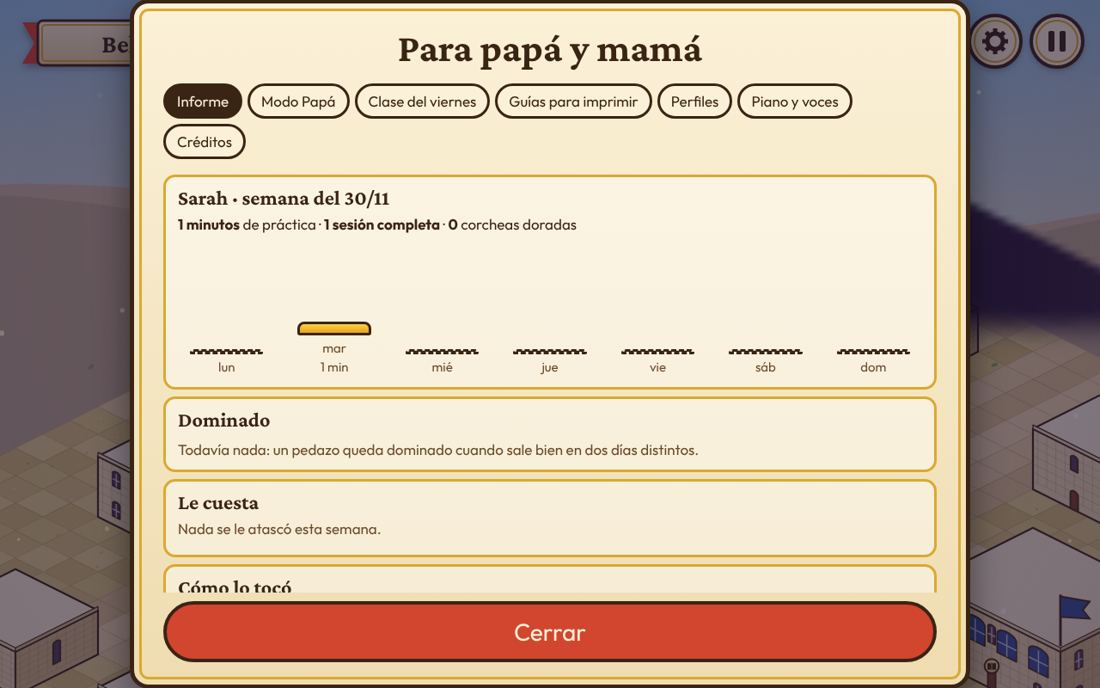 Para papá y mamá
Informe
Modo Papá
Clase del viernes
Guías para imprimir
Perfiles
Piano y voces
Créditos
Sarah • semana del 30/11
1 minutos de práctica · 1 sesión completa · 0 corcheas doradas
lun
mar
1 min
mié
jue
vie
sáb
dom
Dominado
Todavía nada: un pedazo queda dominado cuando sale bien en dos días distintos.
Le cuesta
Nada se le atascó esta semana.
Cómo lo tocó
Cerrar